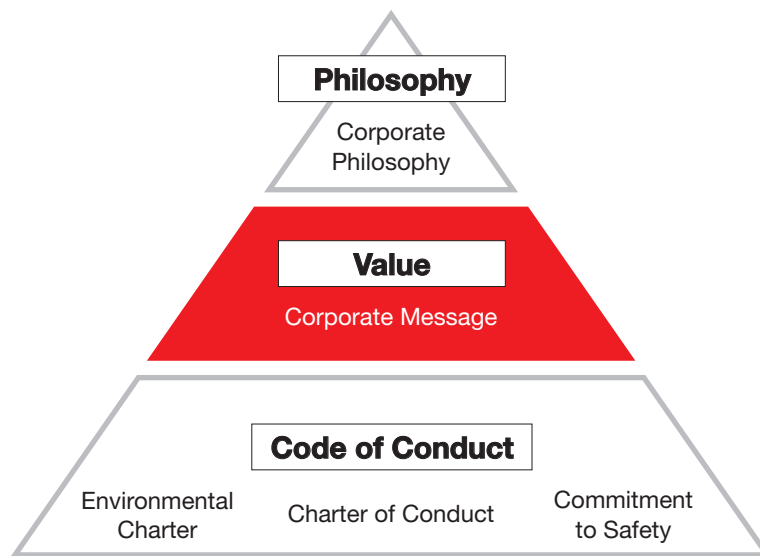 Philosophy
Corporate
Philosophy
Value
Corporate Message
Code of Conduct
Environmental
Charter
Charter of Conduct
Commitment
to Safety